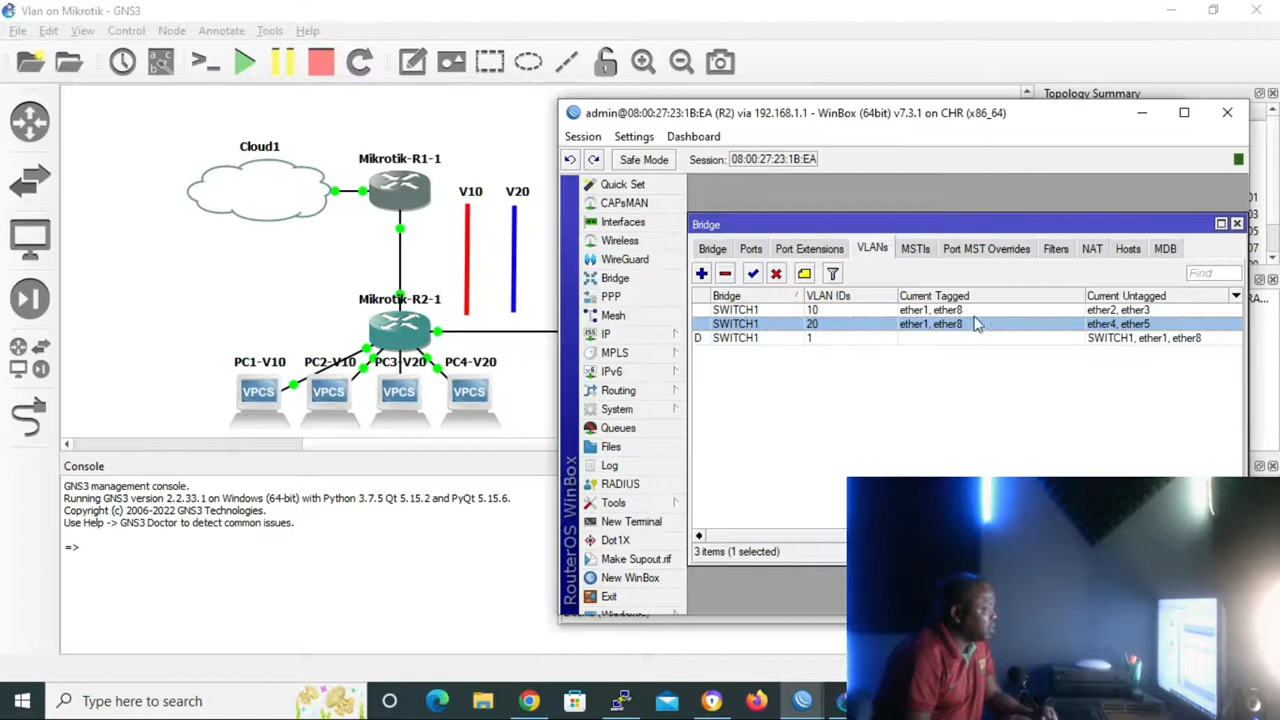 Vlan on Mikrotik - GNS3
File Edit View Control Node Annotate Tools Help
Topology Summary
Cloud1
Mikrotik-R1-1
V10 V20
Mikrotik-R2-1
PC1-V10 PC2-V10 PC3-V20 PC4-V20
VPCS VPCS VPCS VPCS
Console
GNS3 management console.
Running GNS3 version 2.2.33.1 on Windows (64-bit) with Python 3.7.5 Qt 5.15.2 and PyQt 5.15.6.
Copyright (c) 2006-2022 GNS3 Technologies.
Use Help -> GNS3 Doctor to detect common issues.
=>
admin@08:00:27:23:1B:EA (R2) via 192.168.1.1 - WinBox (64bit) v7.3.1 on CHR (x86_64)
Session Settings Dashboard
Safe Mode Session: 08:00:27:23:1B:EA
RouterOS WinBox
Quick Set
CAPsMAN
Interfaces
Wireless
WireGuard
Bridge
PPP
Mesh
IP
MPLS
IPv6
Routing
System
Queues
Files
Log
RADIUS
Tools
New Terminal
Dot1X
Make Supout.rif
New WinBox
Exit
Windows
Bridge
Bridge Ports Port Extensions VLANs MSTIs Port MST Overrides Filters NAT Hosts MDB
Find
Bridge VLAN IDs Current Tagged Current Untagged
SWITCH1 10 ether1, ether8 ether2, ether3
SWITCH1 20 ether1, ether8 ether4, ether5
D SWITCH1 1 SWITCH1, ether1, ether8
3 items (1 selected)
Type here to search